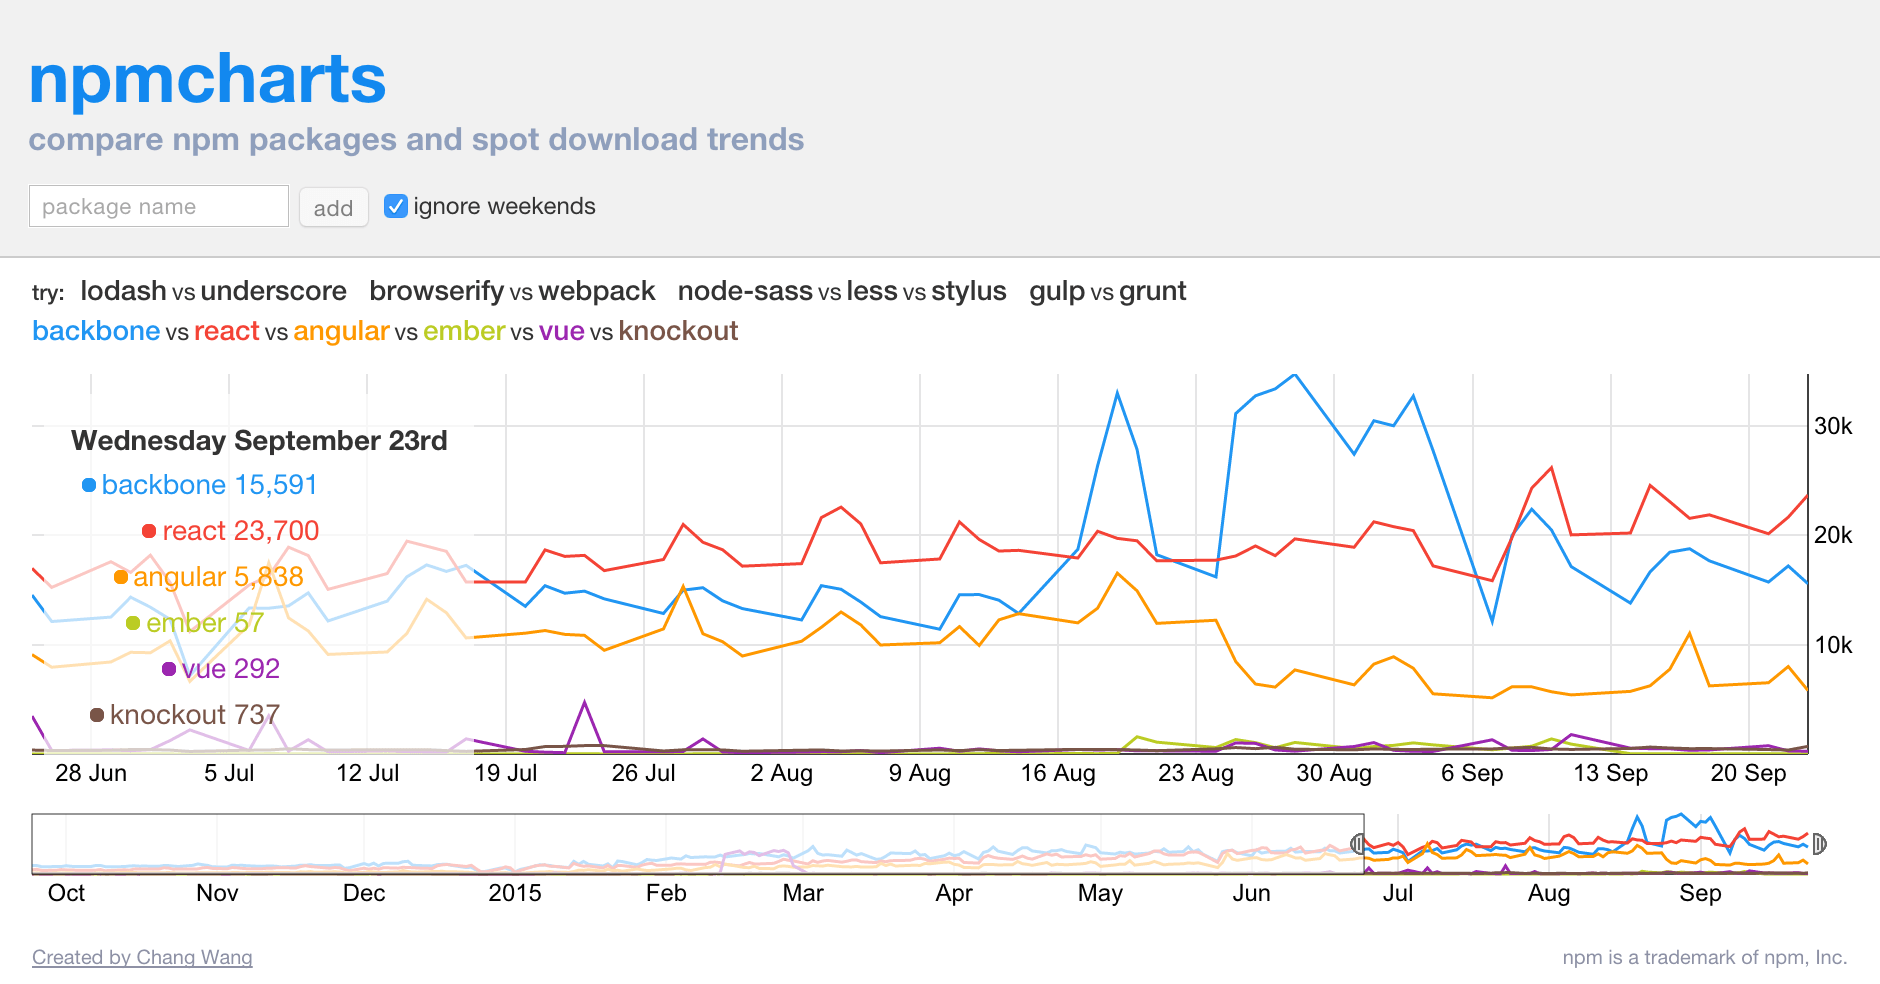 npmcharts
compare npm packages and spot download trends
package name add ignore weekends
try: lodash vs underscore browserify vs webpack node-sass vs less vs stylus gulp vs grunt
backbone vs react vs angular vs ember vs vue vs knockout
Wednesday September 23rd
backbone 15,591
react 23,700
angular 5,838
ember 57
vue 292
knockout 737
30k
20k
10k
28 Jun 5 Jul 12 Jul 19 Jul 26 Jul 2 Aug 9 Aug 16 Aug 23 Aug 30 Aug 6 Sep 13 Sep 20 Sep
Oct Nov Dec 2015 Feb Mar Apr May Jun Jul Aug Sep
Created by Chang Wang
npm is a trademark of npm, Inc.